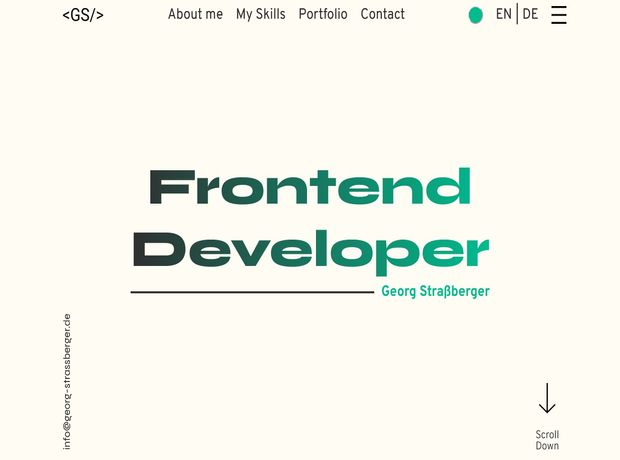 <GS/>
About me My Skills Portfolio Contact
EN | DE
Frontend
Developer
Georg Straßberger
info@georg-strassberger.de
Scroll
Down